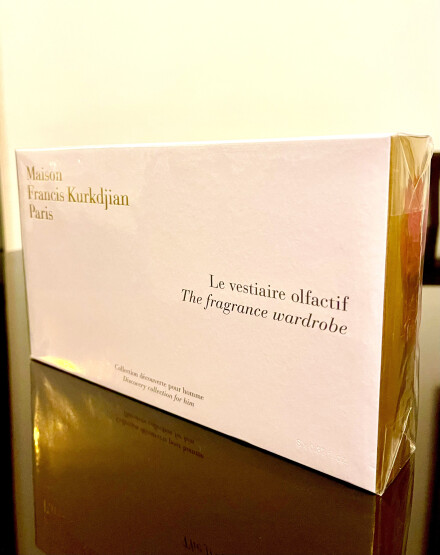 Maison
Francis Kurkdjian
Paris
Le vestiaire olfactif
The fragrance wardrobe
Collection découverte pour homme
Discovery collection for him